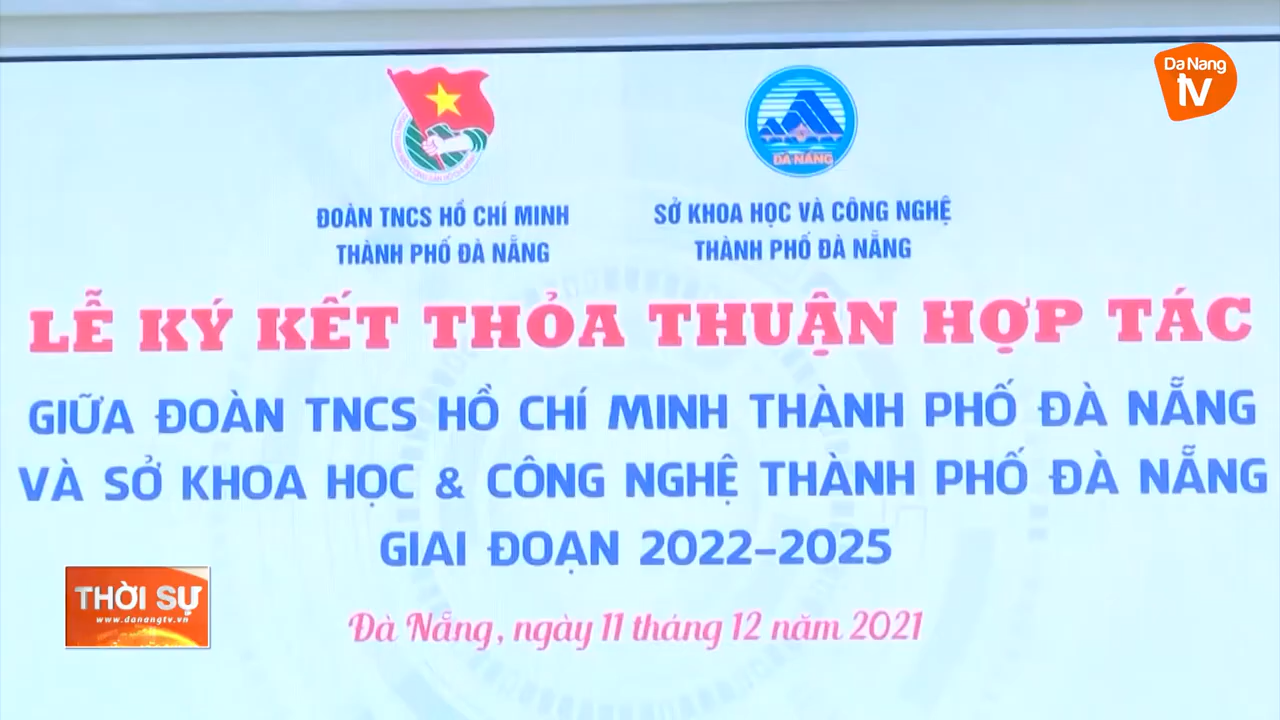 Da Nang
tv
ĐÀ NẴNG
ĐOÀN TNCS HỒ CHÍ MINH
THÀNH PHỐ ĐÀ NẴNG
SỞ KHOA HỌC VÀ CÔNG NGHỆ
THÀNH PHỐ ĐÀ NẴNG
LỄ KÝ KẾT THỎA THUẬN HỢP TÁC
GIỮA ĐOÀN TNCS HỒ CHÍ MINH THÀNH PHỐ ĐÀ NẴNG
VÀ SỞ KHOA HỌC & CÔNG NGHỆ THÀNH PHỐ ĐÀ NẴNG
GIAI ĐOẠN 2022-2025
Đà Nẵng, ngày 11 tháng 12 năm 2021
THỜI SỰ
www.danangtv.vn